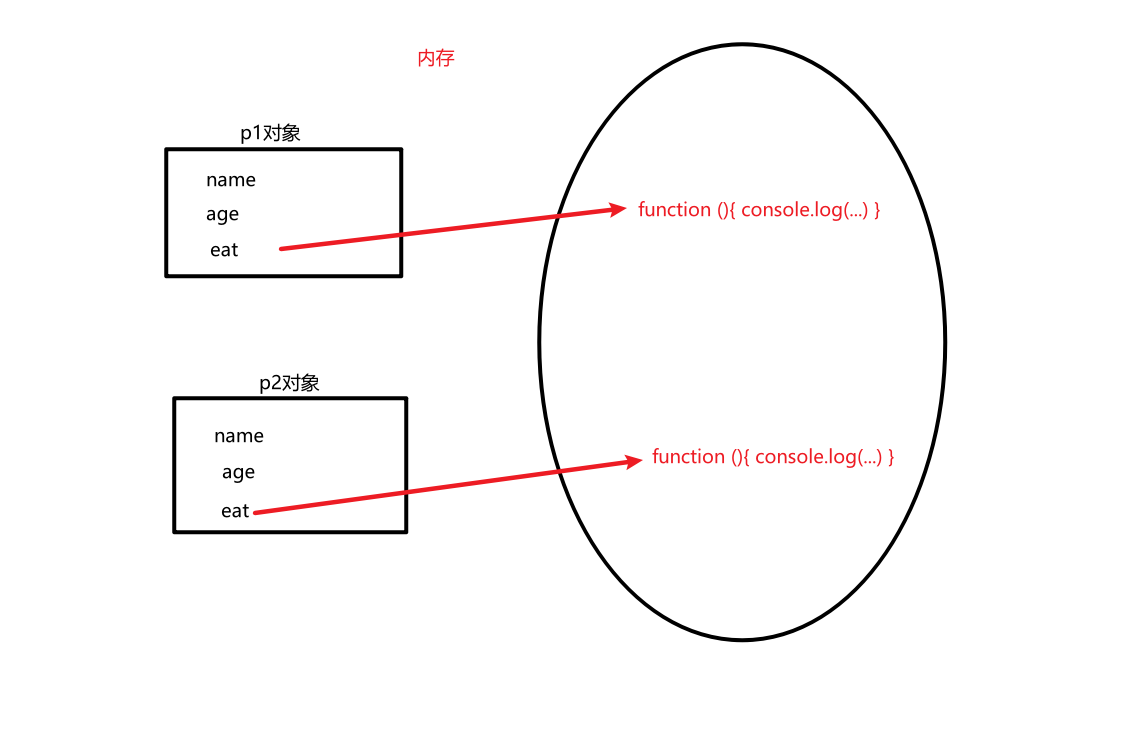 内存
p1对象
name
age
eat
function (){ console.log(...) }
p2对象
name
age
eat
function (){ console.log(...) }